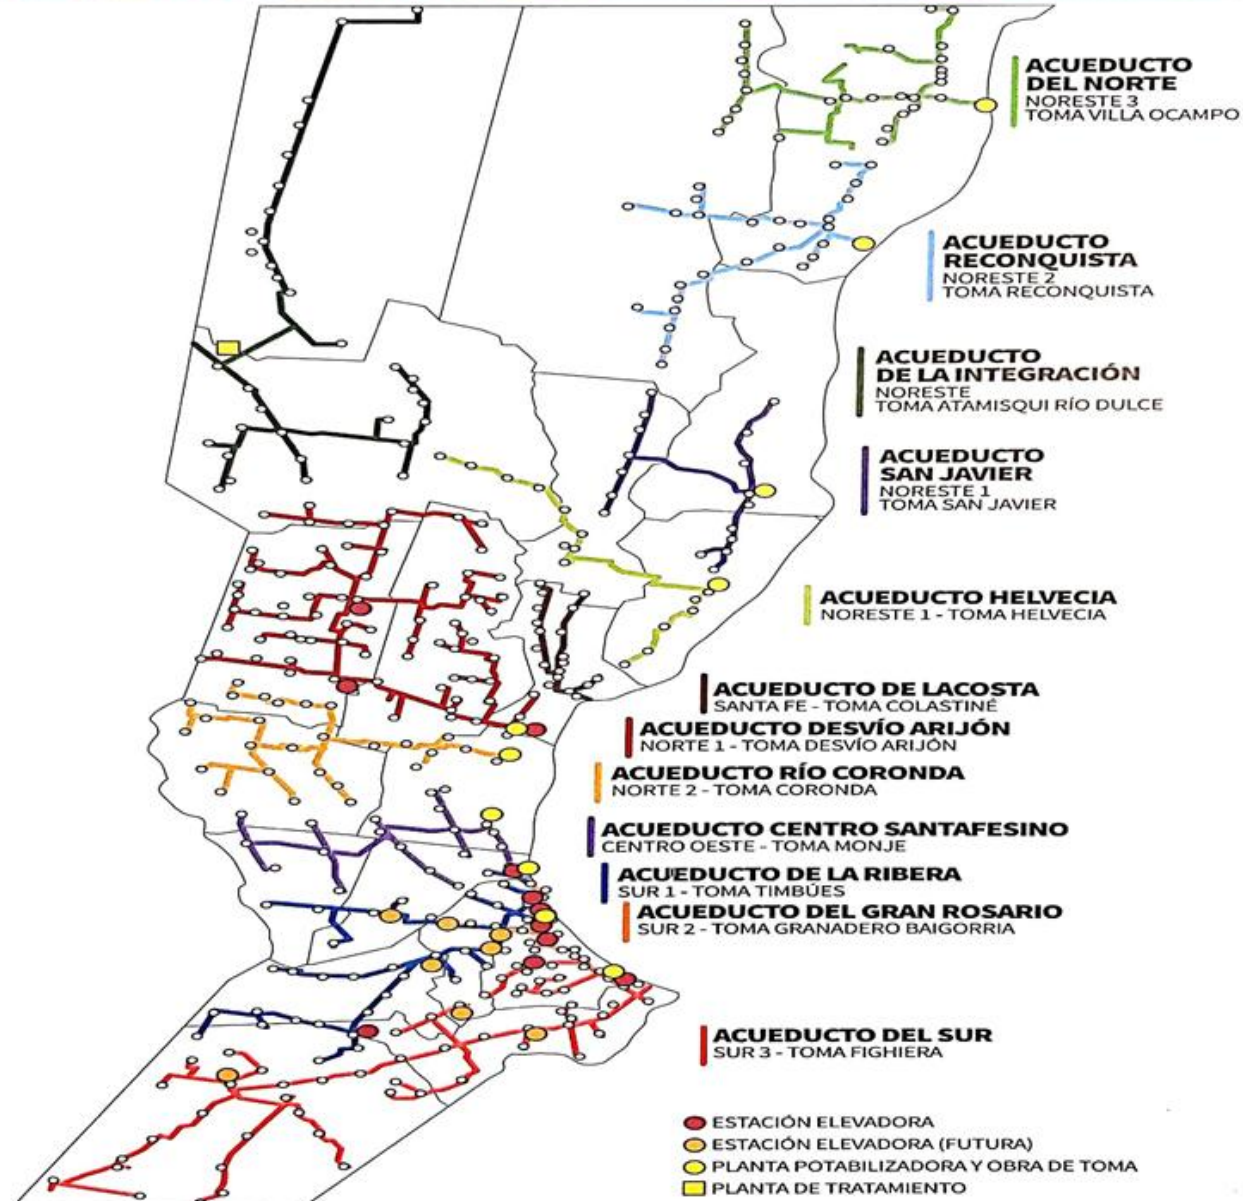 ACUEDUCTO
DEL NORTE
NORESTE 3
TOMA VILLA OCAMPO
ACUEDUCTO
RECONQUISTA
NORESTE 2
TOMA RECONQUISTA
ACUEDUCTO
DE LA INTEGRACIÓN
NORESTE
TOMA ATAMISQUI RÍO DULCE
ACUEDUCTO
SAN JAVIER
NORESTE 1
TOMA SAN JAVIER
ACUEDUCTO HELVECIA
NORESTE 1 - TOMA HELVECIA
ACUEDUCTO DE LACOSTA
SANTA FE - TOMA COLASTINÉ
ACUEDUCTO DESVÍO ARIJÓN
NORTE 1 - TOMA DESVÍO ARIJÓN
ACUEDUCTO RÍO CORONDA
NORTE 2 - TOMA CORONDA
ACUEDUCTO CENTRO SANTAFESINO
CENTRO OESTE - TOMA MONJE
ACUEDUCTO DE LA RIBERA
SUR 1 - TOMA TIMBÚES
ACUEDUCTO DEL GRAN ROSARIO
SUR 2 - TOMA GRANADERO BAIGORRIA
ACUEDUCTO DEL SUR
SUR 3 - TOMA FIGHIERA
ESTACIÓN ELEVADORA
ESTACIÓN ELEVADORA (FUTURA)
PLANTA POTABILIZADORA Y OBRA DE TOMA
PLANTA DE TRATAMIENTO